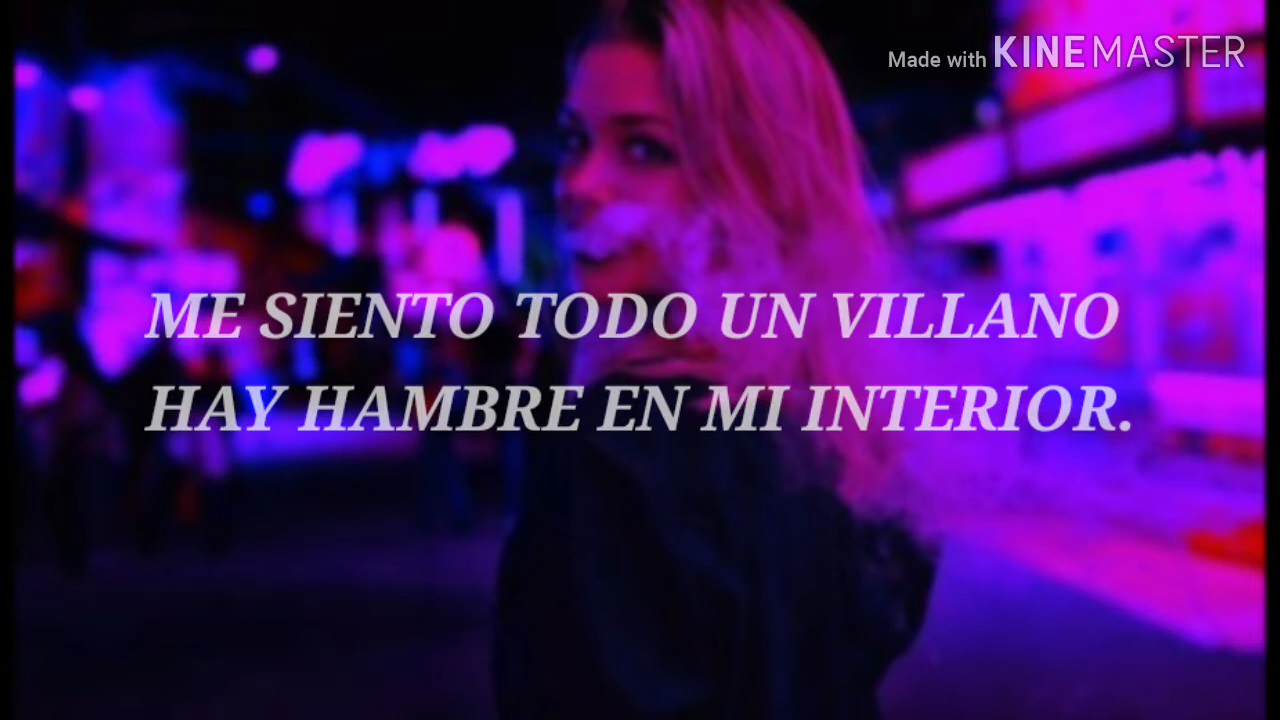 Made with KINEMASTER
ME SIENTO TODO UN VILLANO
HAY HAMBRE EN MI INTERIOR.